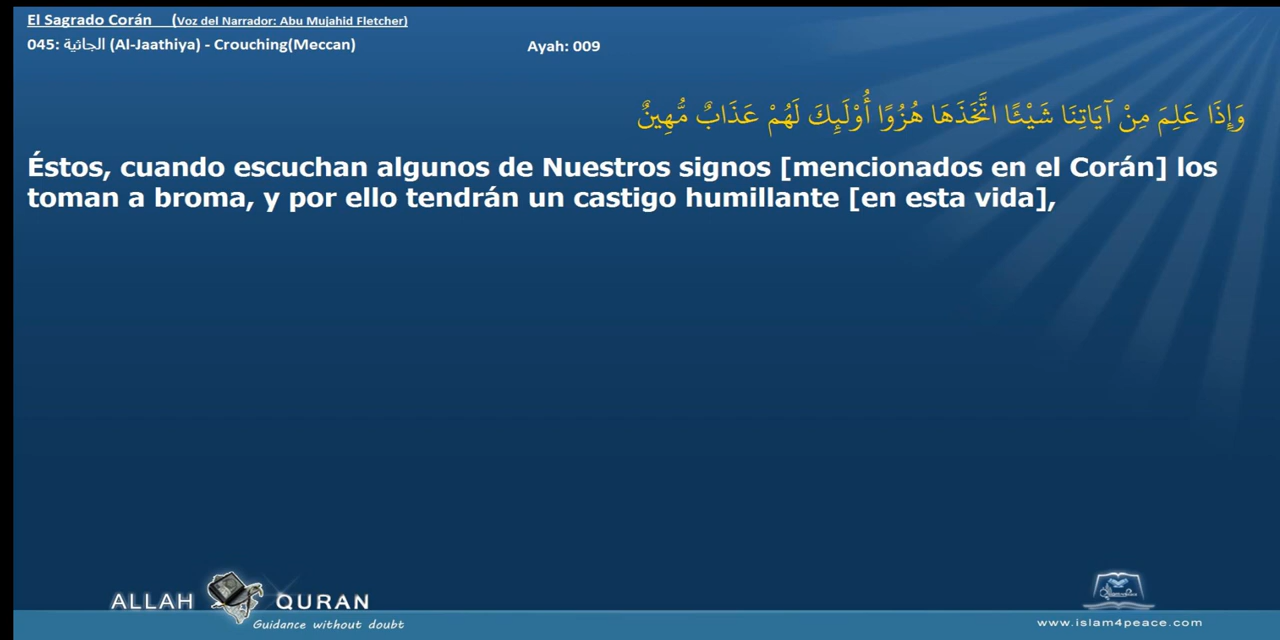 El Sagrado Corán (Voz del Narrador: Abu Mujahid Fletcher)
045: الجاثية (Al-Jaathiya) - Crouching(Meccan) Ayah: 009
وَإِذَا عَلِمَ مِنْ آيَاتِنَا شَيْئًا اتَّخَذَهَا هُزُوًا أُوْلَىِٕكَ لَهُمْ عَذَابٌ مُّهِينٌ
Éstos, cuando escuchan algunos de Nuestros signos [mencionados en el Corán] los
toman a broma, y por ello tendrán un castigo humillante [en esta vida],
ALLAH QURAN
Guidance without doubt
www.islam4peace.com